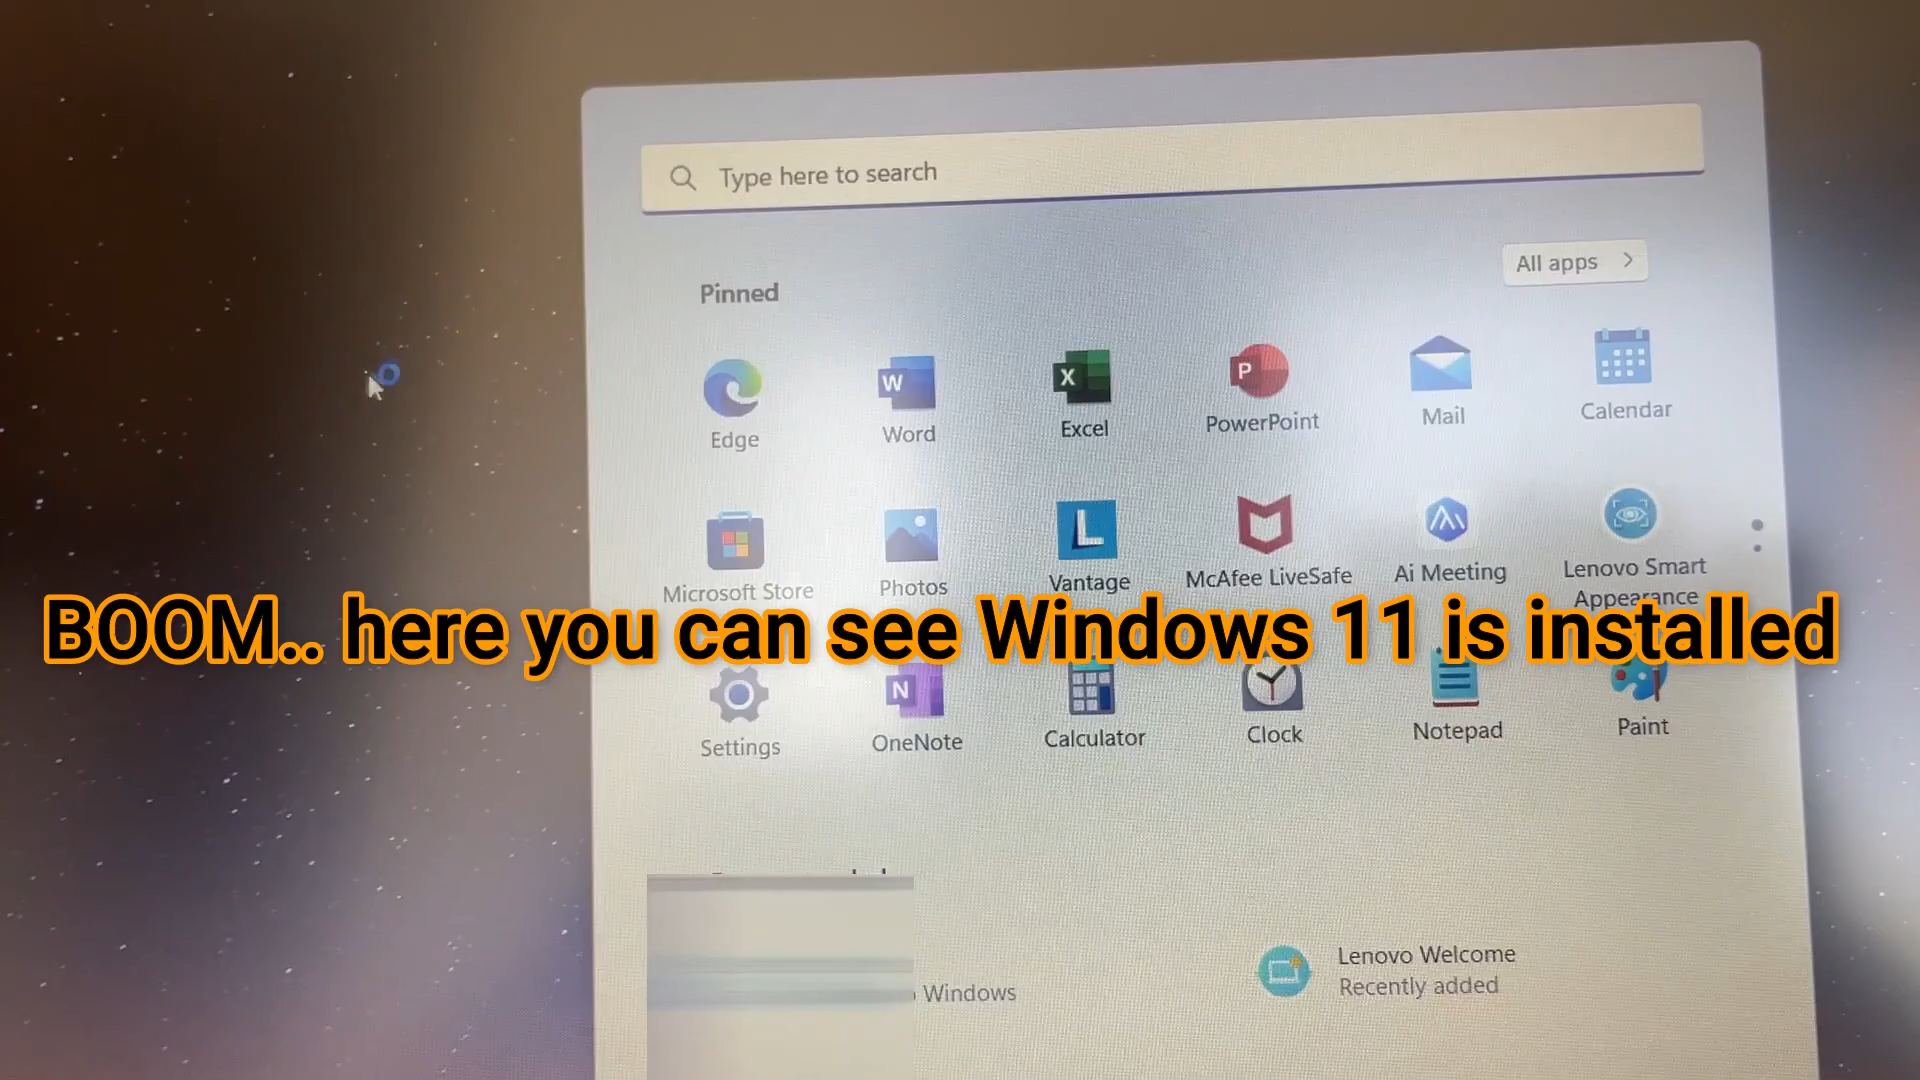 Type here to search
All apps
Pinned
Edge
Word
Excel
PowerPoint
Mail
Calendar
Microsoft Store
Photos
Vantage
McAfee LiveSafe
Ai Meeting
Lenovo Smart
Appearance
BOOM.. here you can see Windows 11 is installed
Settings
OneNote
Calculator
Clock
Notepad
Paint
Windows
Lenovo Welcome
Recently added